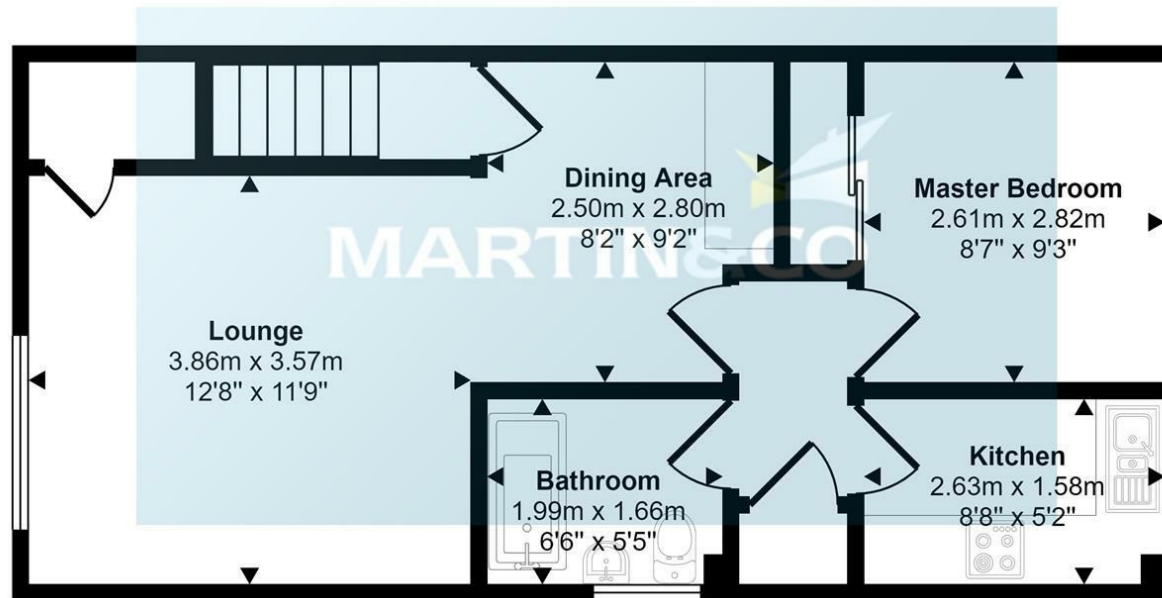 Dining Area
2.50m x 2.80m
8'2" x 9'2"
Master Bedroom
2.61m x 2.82m
8'7" x 9'3"
MARTIN&CO
Lounge
3.86m x 3.57m
12'8" x 11'9"
Bathroom
1.99m x 1.66m
6'6" x 5'5"
Kitchen
2.63m x 1.58m
8'8" x 5'2"